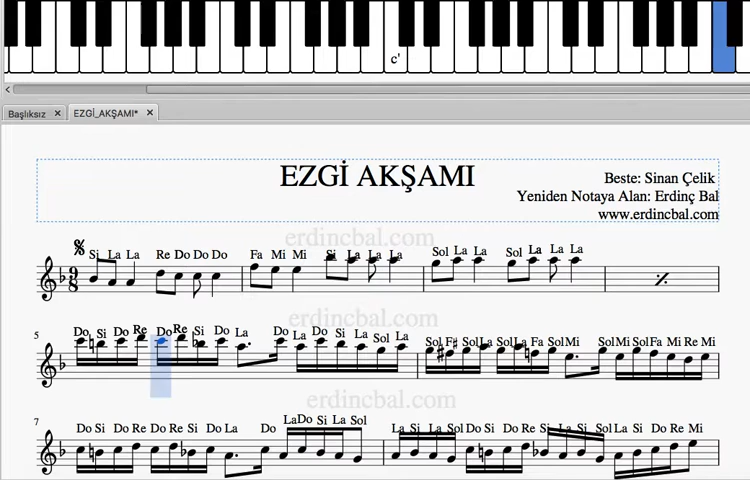 c'
Başlıksız EZGİ_AKŞAMI*
EZGİ AKŞAMI
Beste: Sinan Çelik
Yeniden Notaya Alan: Erdinç Bal
www.erdincbal.com
erdincbal.com
Si La La Re Do Do Do Fa Mi Mi Si La La La Sol La La Sol La La La
9
8
erdincbal.com
5
Do Si Do Re Do Re Si Do La Do La Do Si La Sol La Sol F♯ Sol La Sol La Fa Sol Mi Sol Mi Sol Fa Mi Re Mi
erdincbal.com
7
Do Si Do Re Do Re Si Do La Do La Do Si La Sol La Si La Sol Do Si Do Re Si La Si La Sol La Do Si Do Re Mi